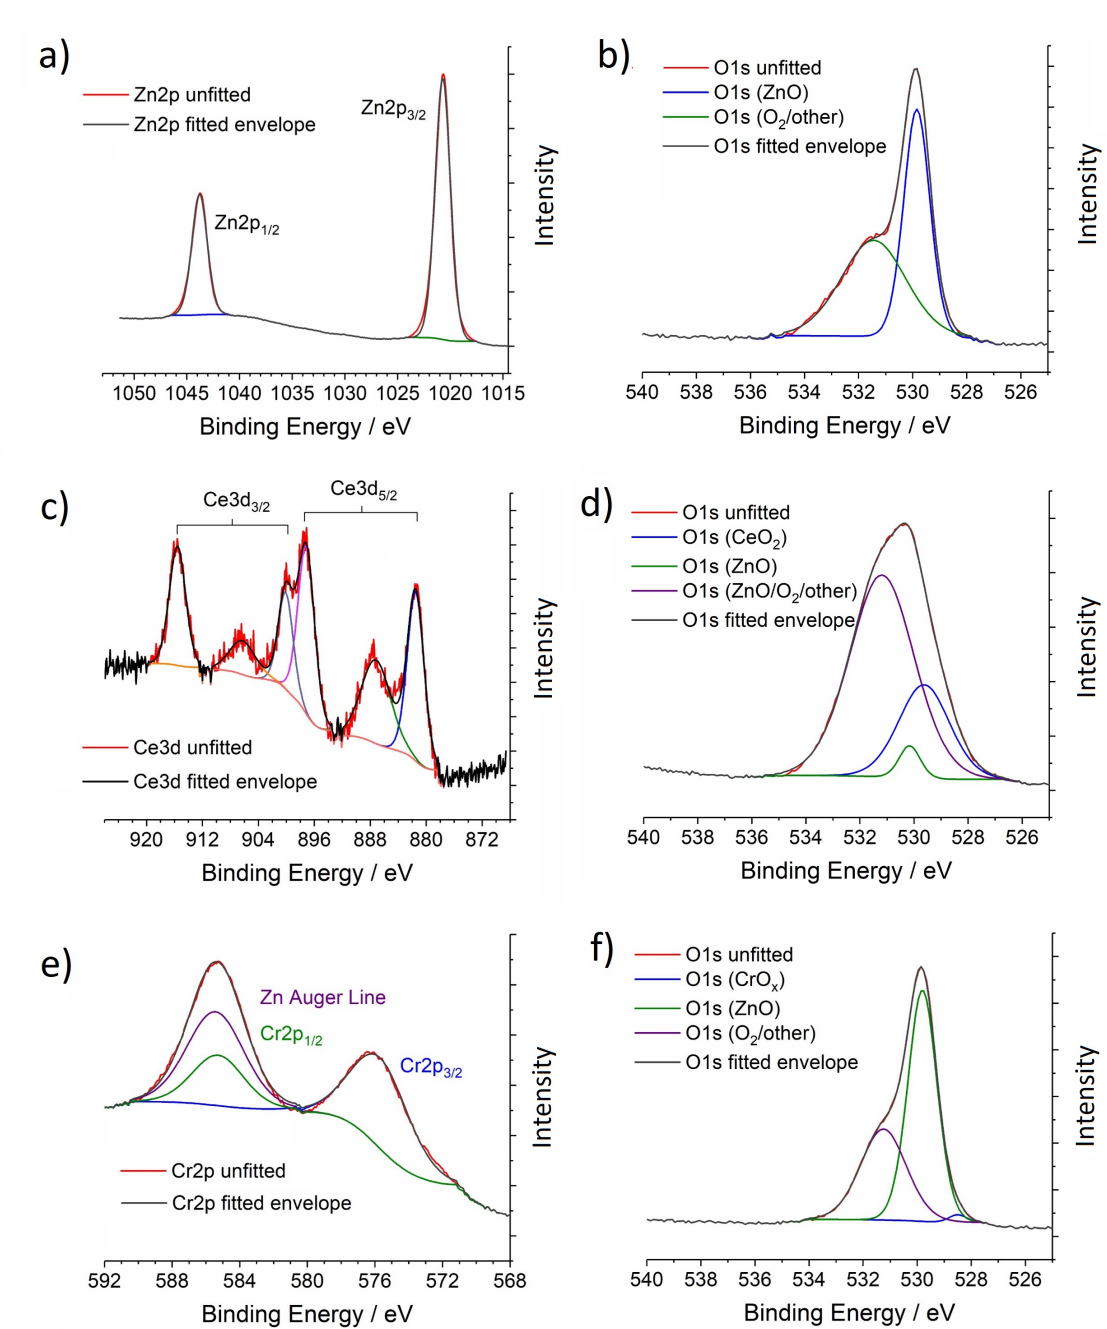 a)
Zn2p unfitted
Zn2p fitted envelope
Zn2p3/2
Zn2p1/2
Intensity
1050 1045 1040 1035 1030 1025 1020 1015
Binding Energy / eV
b)
O1s unfitted
O1s (ZnO)
O1s (O2/other)
O1s fitted envelope
Intensity
540 538 536 534 532 530 528 526
Binding Energy / eV
c)
Ce3d3/2
Ce3d5/2
Ce3d unfitted
Ce3d fitted envelope
Intensity
920 912 904 896 888 880 872
Binding Energy / eV
d)
O1s unfitted
O1s (CeO2)
O1s (ZnO)
O1s (ZnO/O2/other)
O1s fitted envelope
Intensity
540 538 536 534 532 530 528 526
Binding Energy / eV
e)
Zn Auger Line
Cr2p1/2
Cr2p3/2
Cr2p unfitted
Cr2p fitted envelope
Intensity
592 588 584 580 576 572 568
Binding Energy / eV
f)
O1s unfitted
O1s (CrOx)
O1s (ZnO)
O1s (O2/other)
O1s fitted envelope
Intensity
540 538 536 534 532 530 528 526
Binding Energy / eV